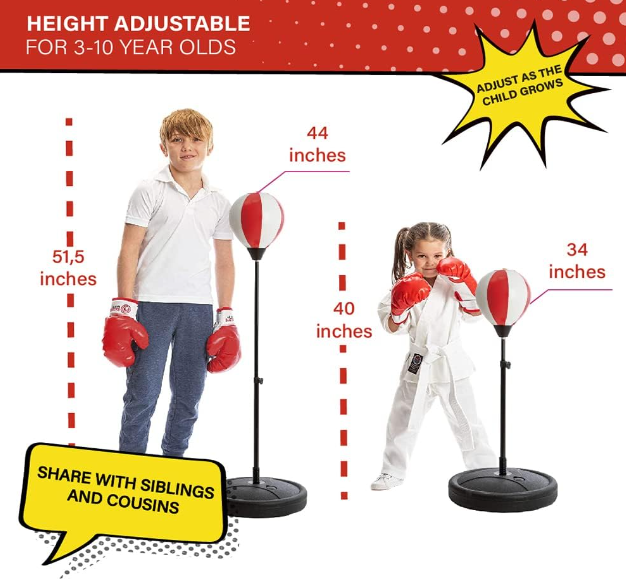 HEIGHT ADJUSTABLE
FOR 3-10 YEAR OLDS
ADJUST AS THE
CHILD GROWS
44
inches
51,5
inches
34
inches
40
inches
SHARE WITH SIBLINGS
AND COUSINS